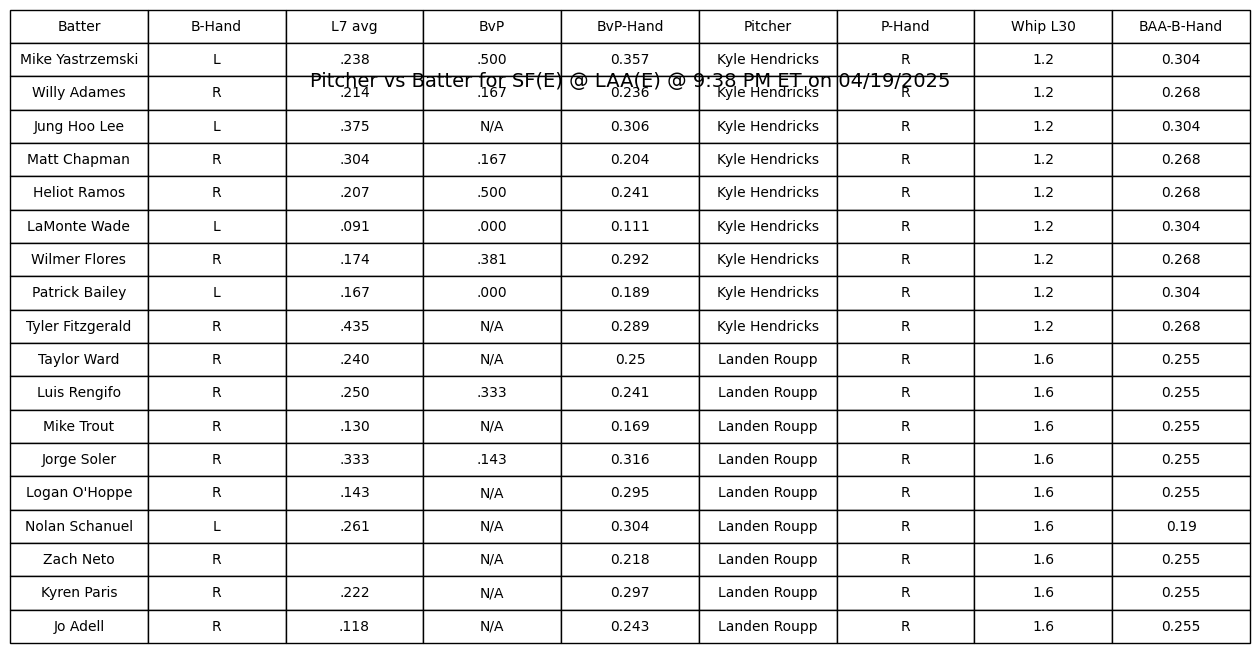 Batter B-Hand L7 avg BvP BvP-Hand Pitcher P-Hand Whip L30 BAA-B-Hand
Mike Yastrzemski L .238 .500 0.357 Kyle Hendricks R 1.2 0.304
Pitcher vs Batter for SF(E) @ LAA(E) @ 9:38 PM ET on 04/19/2025
Willy Adames R .214 .167 0.236 Kyle Hendricks R 1.2 0.268
Jung Hoo Lee L .375 N/A 0.306 Kyle Hendricks R 1.2 0.304
Matt Chapman R .304 .167 0.204 Kyle Hendricks R 1.2 0.268
Heliot Ramos R .207 .500 0.241 Kyle Hendricks R 1.2 0.268
LaMonte Wade L .091 .000 0.111 Kyle Hendricks R 1.2 0.304
Wilmer Flores R .174 .381 0.292 Kyle Hendricks R 1.2 0.268
Patrick Bailey L .167 .000 0.189 Kyle Hendricks R 1.2 0.304
Tyler Fitzgerald R .435 N/A 0.289 Kyle Hendricks R 1.2 0.268
Taylor Ward R .240 N/A 0.25 Landen Roupp R 1.6 0.255
Luis Rengifo R .250 .333 0.241 Landen Roupp R 1.6 0.255
Mike Trout R .130 N/A 0.169 Landen Roupp R 1.6 0.255
Jorge Soler R .333 .143 0.316 Landen Roupp R 1.6 0.255
Logan O'Hoppe R .143 N/A 0.295 Landen Roupp R 1.6 0.255
Nolan Schanuel L .261 N/A 0.304 Landen Roupp R 1.6 0.19
Zach Neto R N/A 0.218 Landen Roupp R 1.6 0.255
Kyren Paris R .222 N/A 0.297 Landen Roupp R 1.6 0.255
Jo Adell R .118 N/A 0.243 Landen Roupp R 1.6 0.255